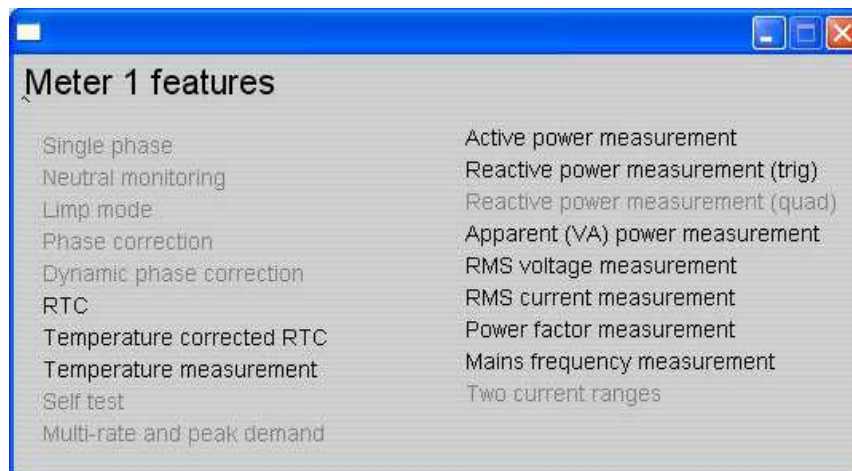 Meter 1 features
Single phase
Neutral monitoring
Limp mode
Phase correction
Dynamic phase correction
RTC
Temperature corrected RTC
Temperature measurement
Self test
Multi-rate and peak demand
Active power measurement
Reactive power measurement (trig)
Reactive power measurement (quad)
Apparent (VA) power measurement
RMS voltage measurement
RMS current measurement
Power factor measurement
Mains frequency measurement
Two current ranges